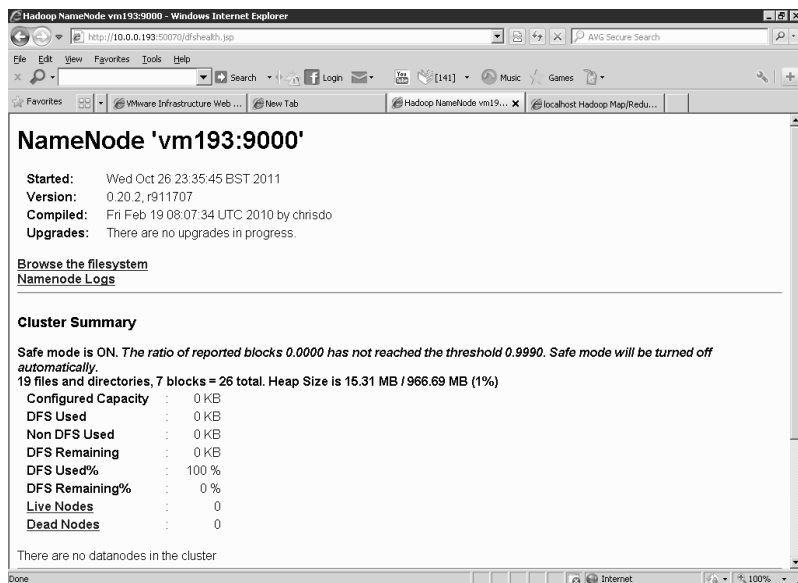 Hadoop NameNode vm193:9000 - Windows Internet Explorer
http://10.0.0.193:50070/dfshealth.jsp
AVG Secure Search
File Edit View Favorites Tools Help
Search Login You Tube [141] Music Games
Favorites VMware Infrastructure Web ... New Tab Hadoop NameNode vm19... localhost Hadoop Map/Redu...
NameNode 'vm193:9000'
Started: Wed Oct 26 23:35:45 BST 2011
Version: 0.20.2, r911707
Compiled: Fri Feb 19 08:07:34 UTC 2010 by chrisdo
Upgrades: There are no upgrades in progress.
Browse the filesystem
Namenode Logs
Cluster Summary
Safe mode is ON. The ratio of reported blocks 0.0000 has not reached the threshold 0.9990. Safe mode will be turned off
automatically.
19 files and directories, 7 blocks = 26 total. Heap Size is 15.31 MB / 966.69 MB (1%)
Configured Capacity : 0 KB
DFS Used : 0 KB
Non DFS Used : 0 KB
DFS Remaining : 0 KB
DFS Used% : 100 %
DFS Remaining% : 0 %
Live Nodes : 0
Dead Nodes : 0
There are no datanodes in the cluster
Done Internet 100%